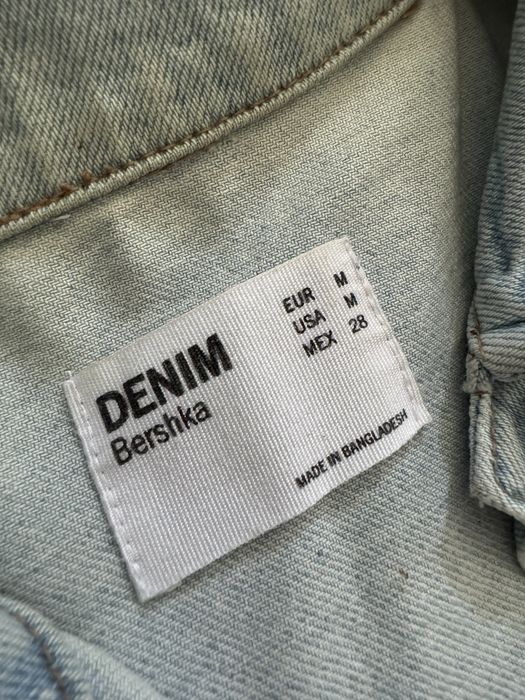 DENIM
Bershka
EUR M
USA M
MEX 28
MADE IN BANGLADESH